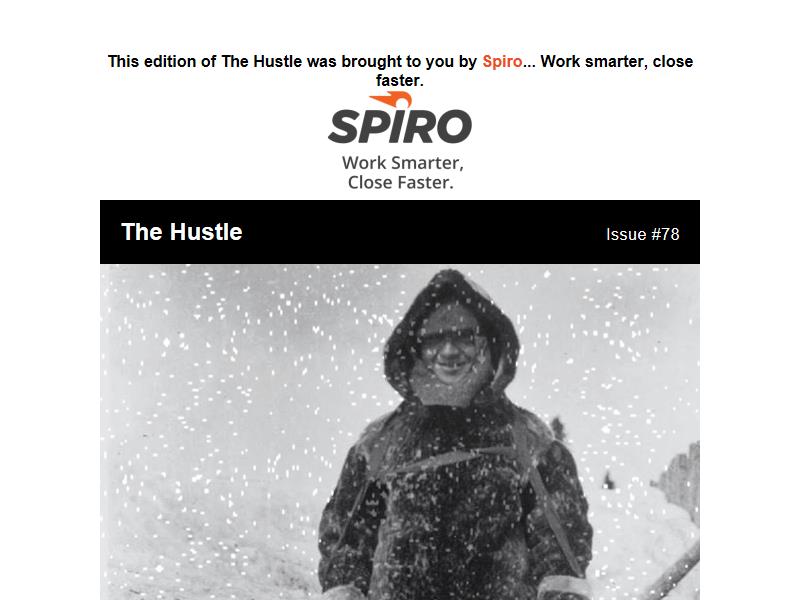 This edition of The Hustle was brought to you by Spiro... Work smarter, close
faster.
SPIRO
Work Smarter,
Close Faster.
The Hustle
Issue #78